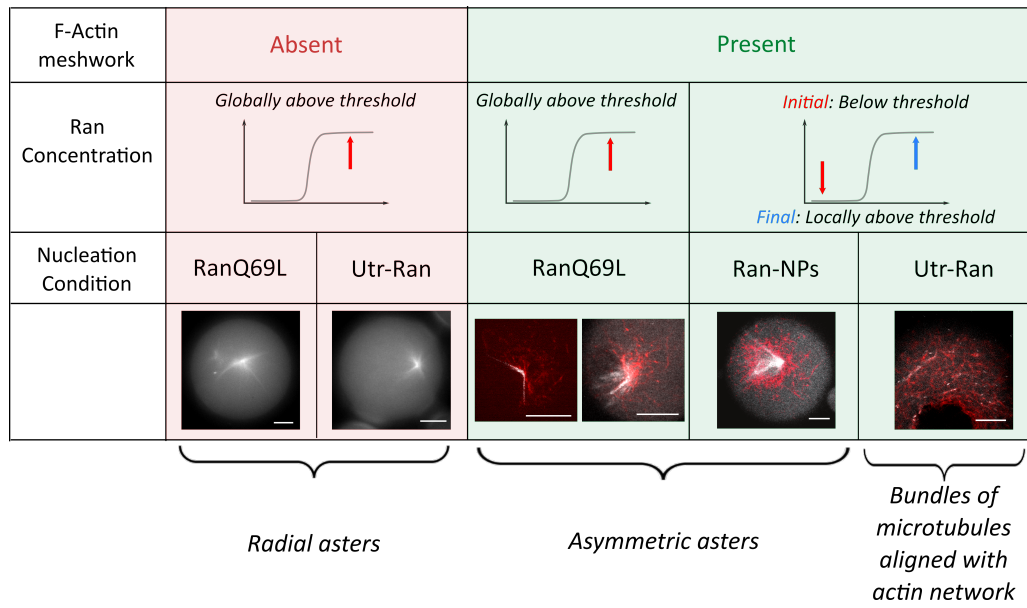 F-Actin
meshwork
Absent
Present
Ran
Concentration
Globally above threshold
Globally above threshold
Initial: Below threshold
Final: Locally above threshold
Nucleation
Condition
RanQ69L
Utr-Ran
RanQ69L
Ran-NPs
Utr-Ran
Radial asters
Asymmetric asters
Bundles of
microtubules
aligned with
actin network